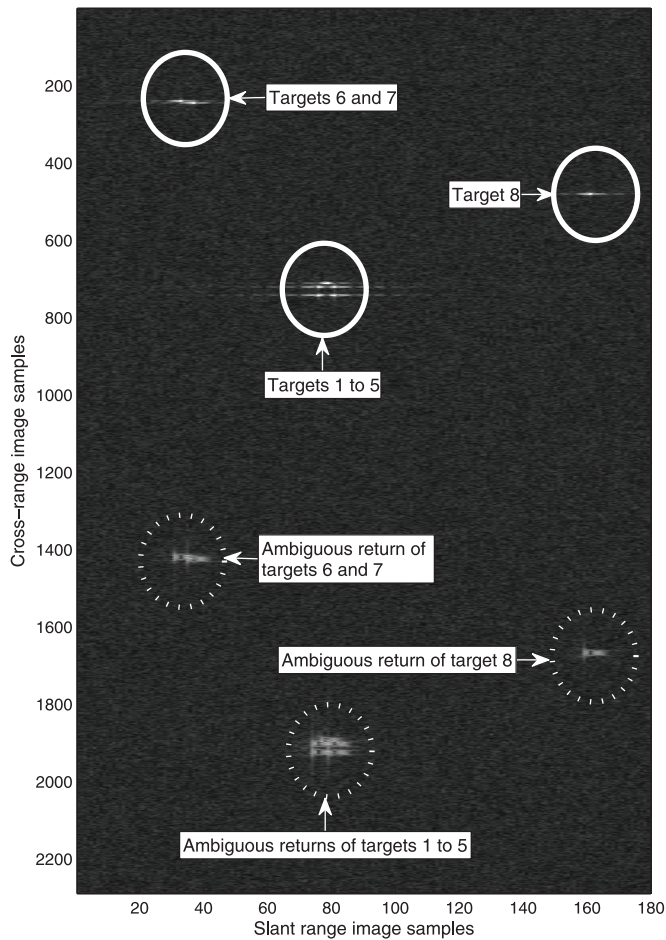 200
Targets 6 and 7
400
Target 8
600
800
Targets 1 to 5
1000
1200
Cross-range image samples
1400
Ambiguous return of
targets 6 and 7
1600
Ambiguous return of target 8
1800
2000
Ambiguous returns of targets 1 to 5
2200
20 40 60 80 100 120 140 160 180
Slant range image samples